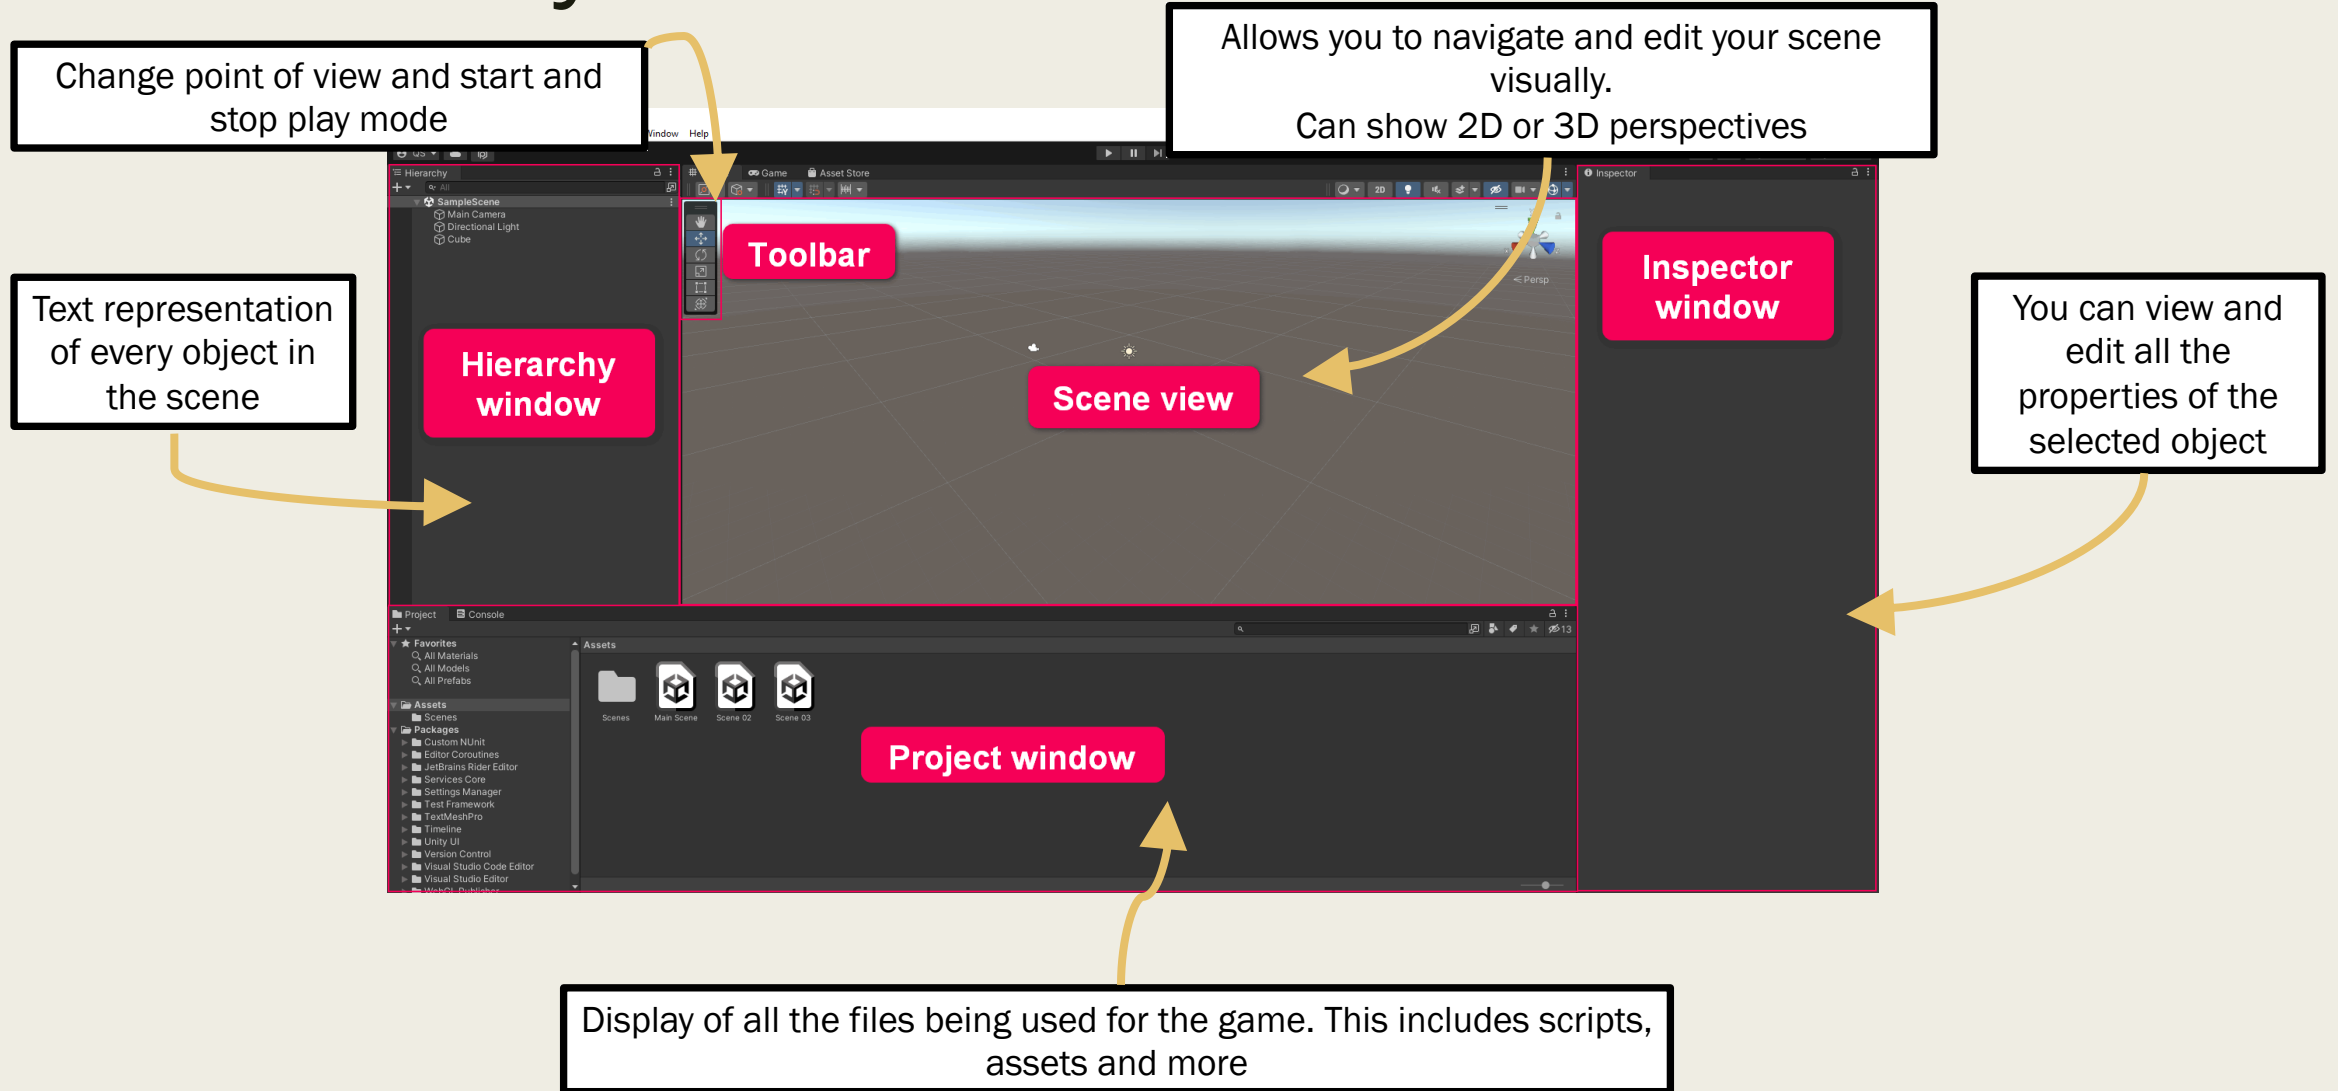 Change point of view and start and
stop play mode
Allows you to navigate and edit your scene
visually.
Can show 2D or 3D perspectives
Window Help
Hierarchy
All
SampleScene
Main Camera
Directional Light
Cube
Game
Asset Store
2D
Persp
Inspector
Toolbar
Hierarchy
window
Scene view
Inspector
window
Text representation
of every object in
the scene
You can view and
edit all the
properties of the
selected object
Project
Console
13
Favorites
All Materials
All Models
All Prefabs
Assets
Scenes
Packages
Custom NUnit
Editor Coroutines
JetBrains Rider Editor
Services Core
Settings Manager
Test Framework
TextMeshPro
Timeline
Unity UI
Version Control
Visual Studio Code Editor
Visual Studio Editor
WebGL Publisher
Assets
Scenes
Main Scene
Scene 02
Scene 03
Project window
Display of all the files being used for the game. This includes scripts,
assets and more